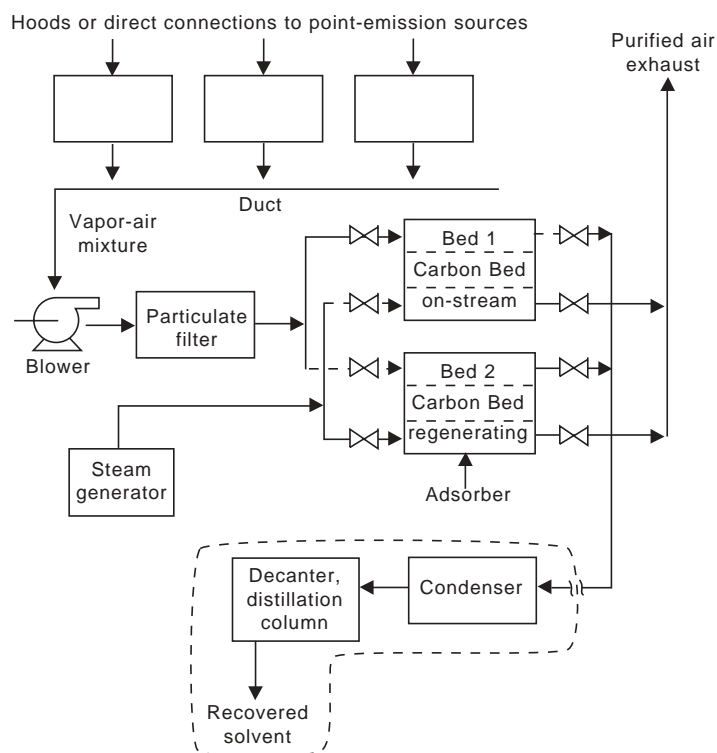 Hoods or direct connections to point-emission sources
Purified air
exhaust
Duct
Vapor-air
mixture
Blower
Particulate
filter
Bed 1
Carbon Bed
on-stream
Bed 2
Carbon Bed
regenerating
Adsorber
Steam
generator
Decanter,
distillation
column
Condenser
Recovered
solvent